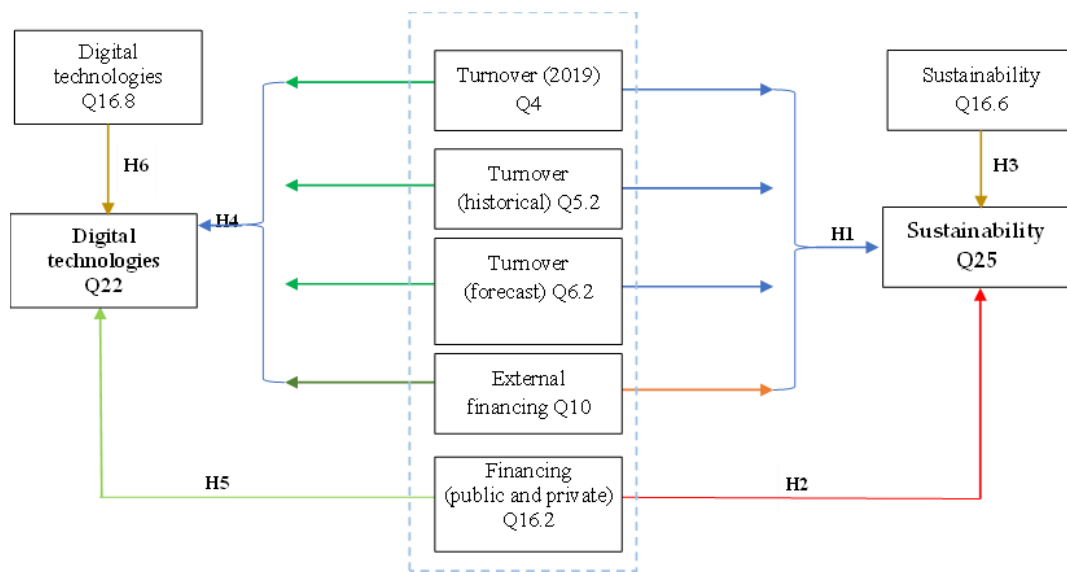 Digital
technologies
Q16.8
H6
Digital
technologies
Q22
H4
H5
Turnover (2019)
Q4
Turnover
(historical) Q5.2
Turnover
(forecast) Q6.2
External
financing Q10
Financing
(public and private)
Q16.2
Sustainability
Q16.6
H3
H1
Sustainability
Q25
H2